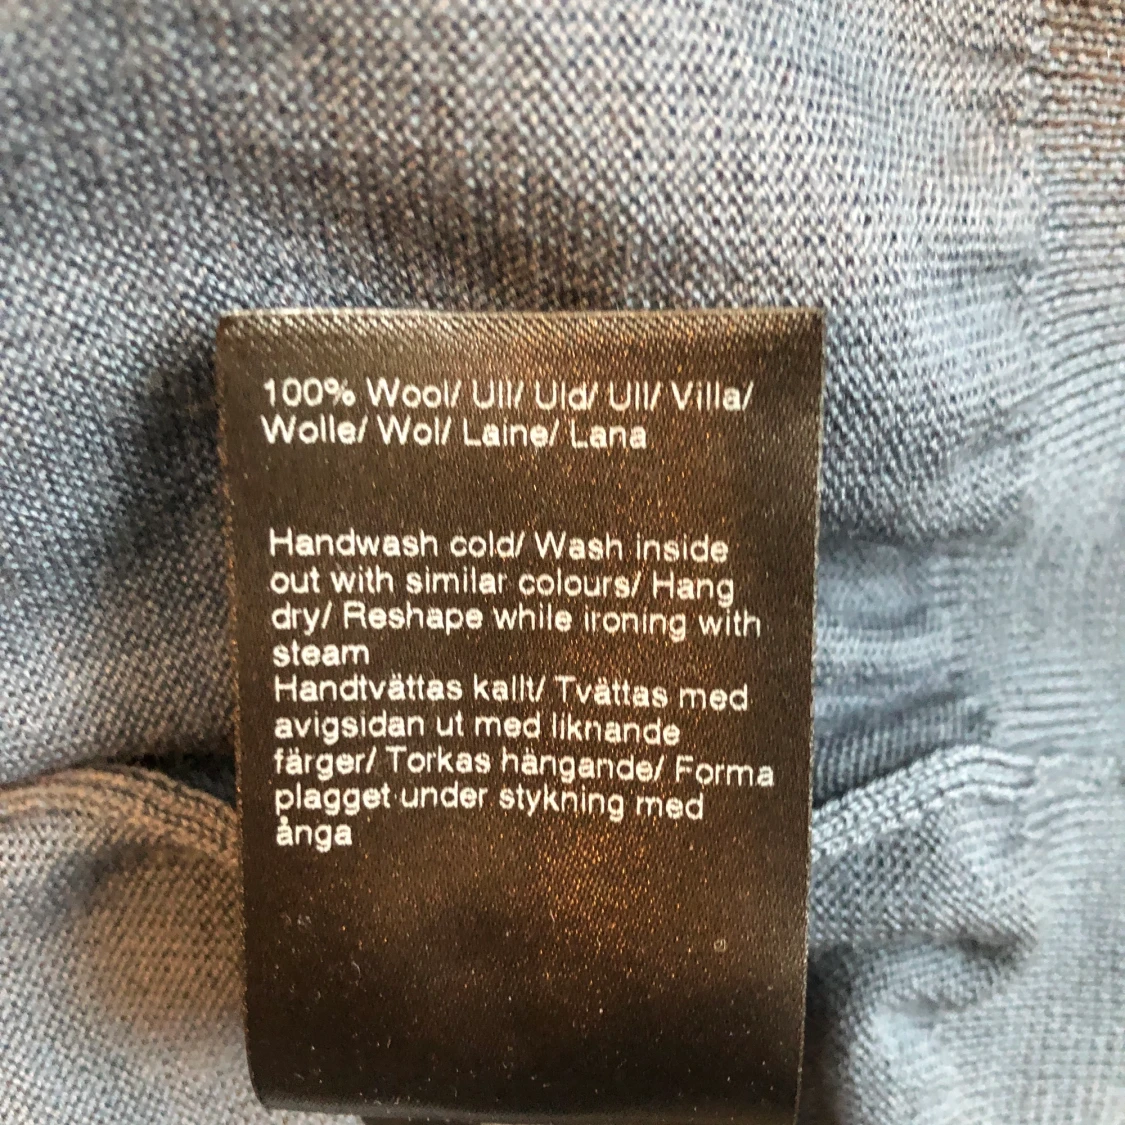 100% Wool/ Ull/ Uld/ Ull/ Villa/
Wolle/ Wol/ Laine/ Lana
Handwash cold/ Wash inside
out with similar colours/ Hang
dry/ Reshape while ironing with
steam
Handtvättas kallt/ Tvättas med
avigsidan ut med liknande
färger/ Torkas hängande/ Forma
plagget under stykning med
ånga